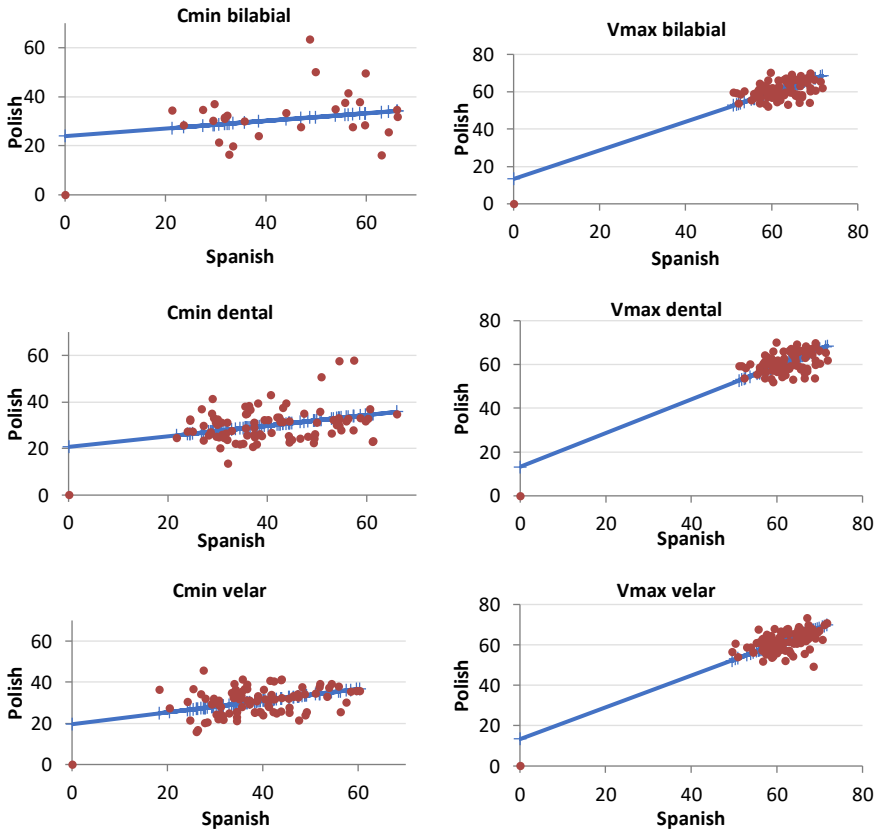 Cmin bilabial
60
40
20
0
0 20 40 60
Polish
Spanish
Vmax bilabial
80
60
40
20
0
0 20 40 60 80
Polish
Spanish
Cmin dental
60
40
20
0
0 20 40 60
Polish
Spanish
Vmax dental
80
60
40
20
0
0 20 40 60 80
Polish
Spanish
Cmin velar
60
40
20
0
0 20 40 60
Polish
Spanish
Vmax velar
80
60
40
20
0
0 20 40 60 80
Polish
Spanish